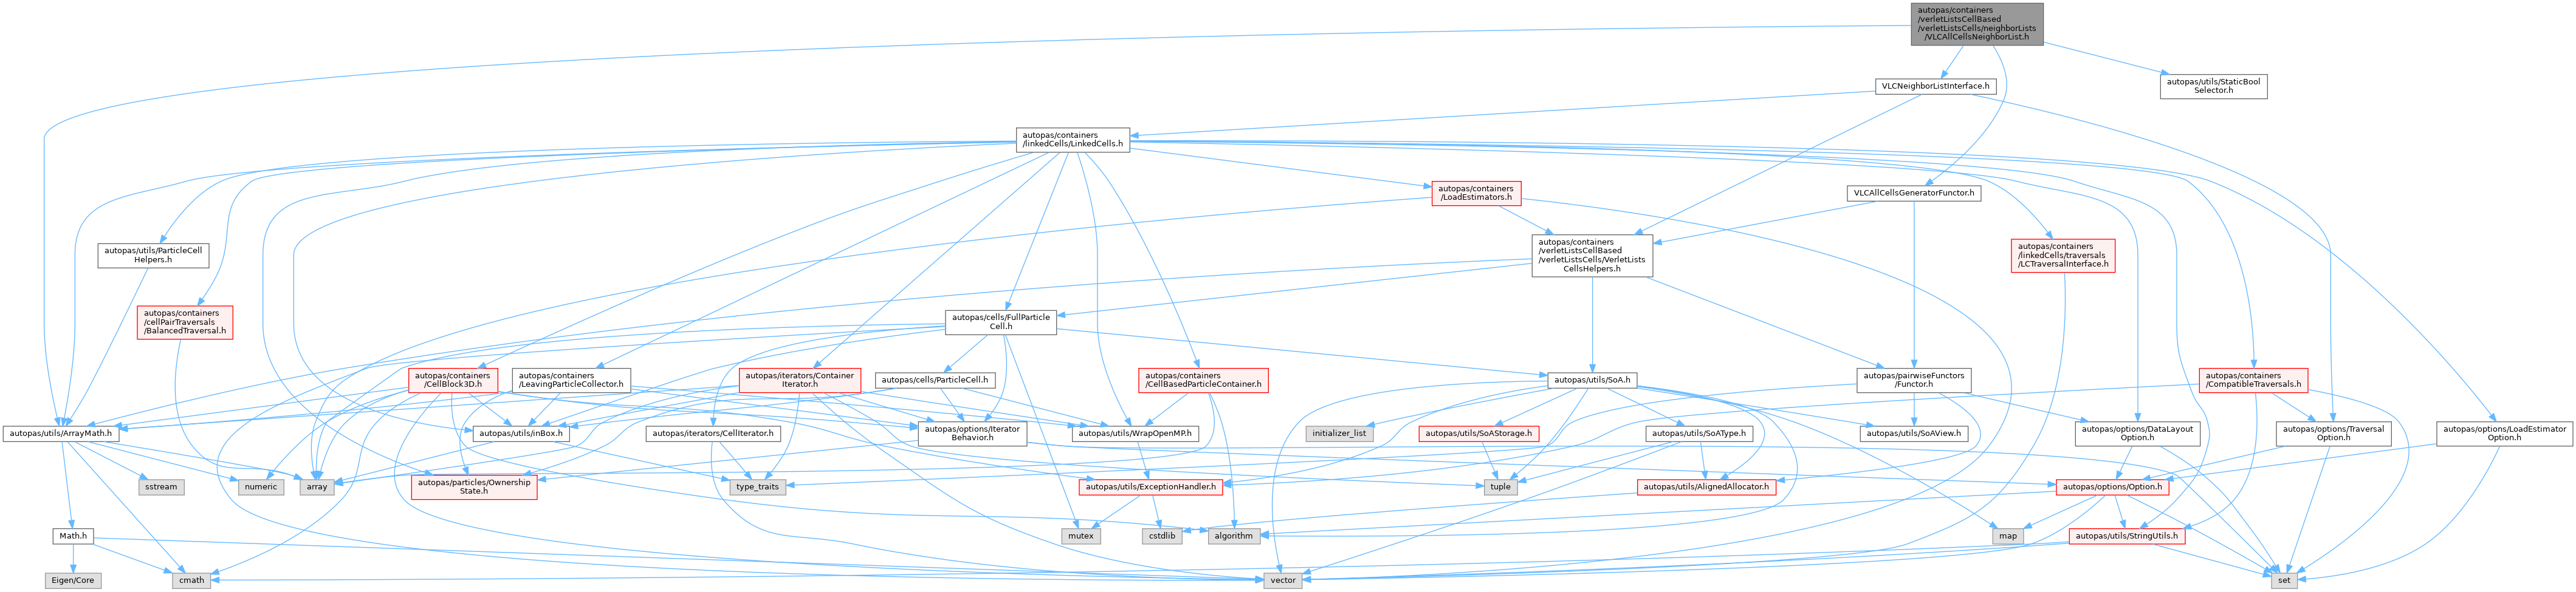 autopas/containers
/verletListsCellBased
/verletListsCells/neighborLists
/VLCAllCellsNeighborList.h
VLCNeighborListInterface.h
autopas/utils/StaticBool
Selector.h
autopas/containers
/linkedCells/LinkedCells.h
autopas/containers
/LoadEstimators.h
VLCAllCellsGeneratorFunctor.h
autopas/utils/ParticleCell
Helpers.h
autopas/containers
/verletListsCellBased
/verletListsCells/VerletLists
CellsHelpers.h
autopas/containers
/linkedCells/traversals
/LCTraversalInterface.h
autopas/containers
/cellPairTraversals
/BalancedTraversal.h
autopas/cells/FullParticle
Cell.h
autopas/containers
/CellBlock3D.h
autopas/containers
/LeavingParticleCollector.h
autopas/iterators/Container
Iterator.h
autopas/cells/ParticleCell.h
autopas/containers
/CellBasedParticleContainer.h
autopas/utils/SoA.h
autopas/pairwiseFunctors
/Functor.h
autopas/containers
/CompatibleTraversals.h
autopas/utils/ArrayMath.h
autopas/utils/inBox.h
autopas/iterators/CellIterator.h
autopas/options/Iterator
Behavior.h
autopas/utils/WrapOpenMP.h
initializer_list
autopas/utils/SoAStorage.h
autopas/utils/SoAType.h
autopas/utils/SoAView.h
autopas/options/DataLayout
Option.h
autopas/options/Traversal
Option.h
autopas/options/LoadEstimator
Option.h
sstream
numeric
array
autopas/particles/Ownership
State.h
type_traits
autopas/utils/ExceptionHandler.h
tuple
autopas/utils/AlignedAllocator.h
autopas/options/Option.h
Math.h
mutex
cstdlib
algorithm
map
autopas/utils/StringUtils.h
Eigen/Core
cmath
vector
set